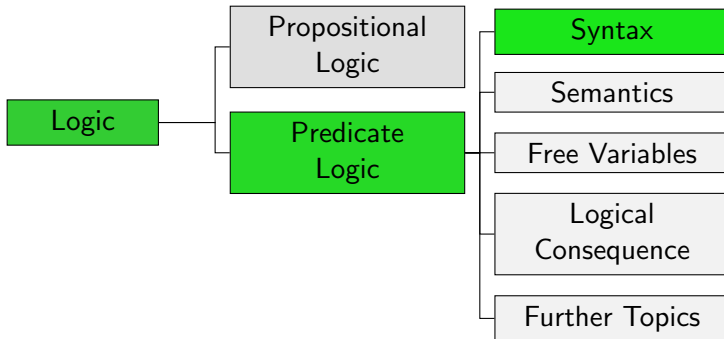 Logic
Propositional
Logic
Predicate
Logic
Syntax
Semantics
Free Variables
Logical
Consequence
Further Topics